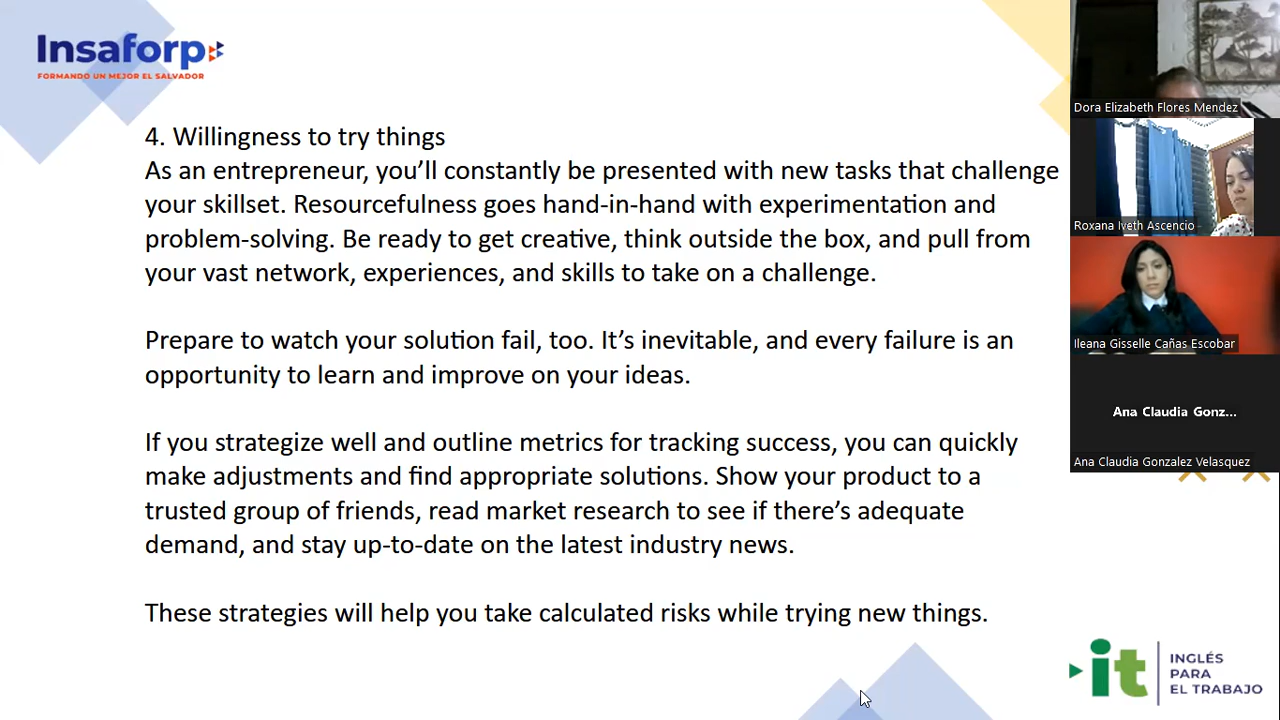 Insaforp
FORMANDO UN MEJOR EL SALVADOR
4. Willingness to try things
As an entrepreneur, you’ll constantly be presented with new tasks that challenge
your skillset. Resourcefulness goes hand-in-hand with experimentation and
problem-solving. Be ready to get creative, think outside the box, and pull from
your vast network, experiences, and skills to take on a challenge.
Prepare to watch your solution fail, too. It’s inevitable, and every failure is an
opportunity to learn and improve on your ideas.
If you strategize well and outline metrics for tracking success, you can quickly
make adjustments and find appropriate solutions. Show your product to a
trusted group of friends, read market research to see if there’s adequate
demand, and stay up-to-date on the latest industry news.
These strategies will help you take calculated risks while trying new things.
Dora Elizabeth Flores Mendez
Roxana Iveth Ascencio
Ileana Gisselle Cañas Escobar
Ana Claudia Gonz...
Ana Claudia Gonzalez Velasquez
it
INGLÉS
PARA
EL TRABAJO